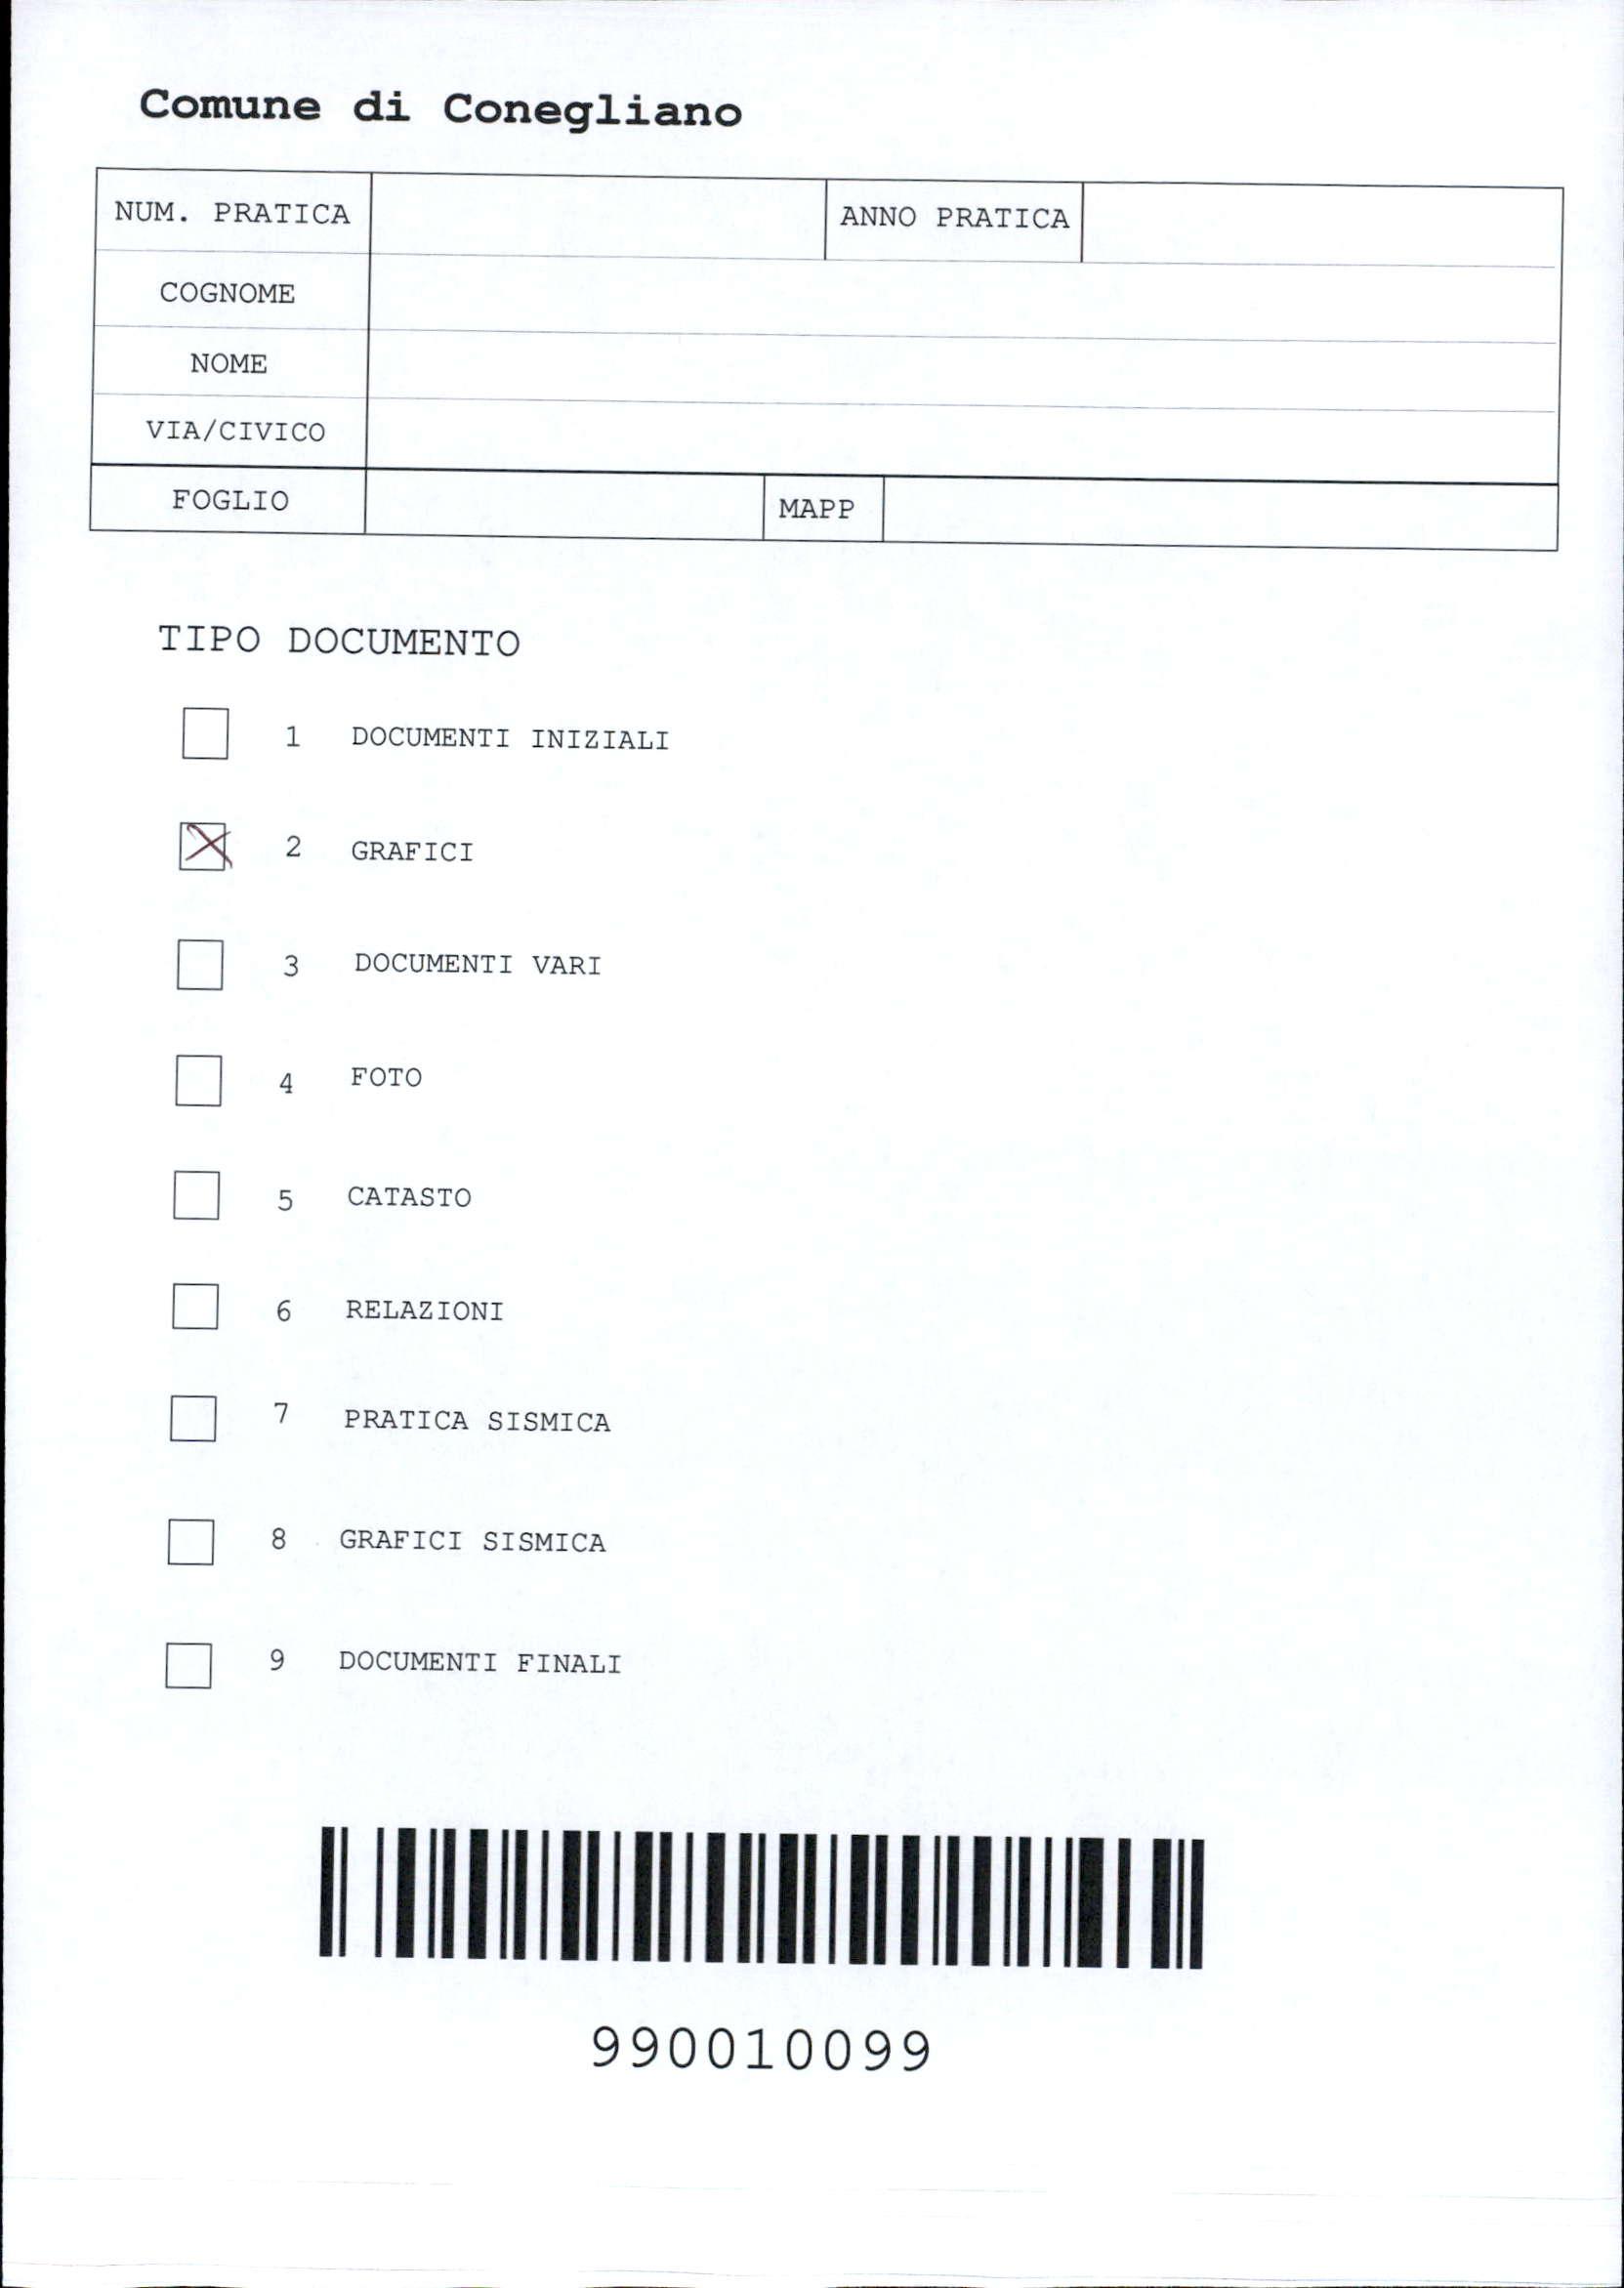 Comune di Conegliano
NUM. PRATICA ANNO PRATICA
COGNOME
NOME
VIA/CIVICO
FOGLIO MAPP
TIPO DOCUMENTO
1 DOCUMENTI INIZIALI
2 GRAFICI
3 DOCUMENTI VARI
4 FOTO
5 CATASTO
6 RELAZIONI
7 PRATICA SISMICA
8 GRAFICI SISMICA
9 DOCUMENTI FINALI
990010099